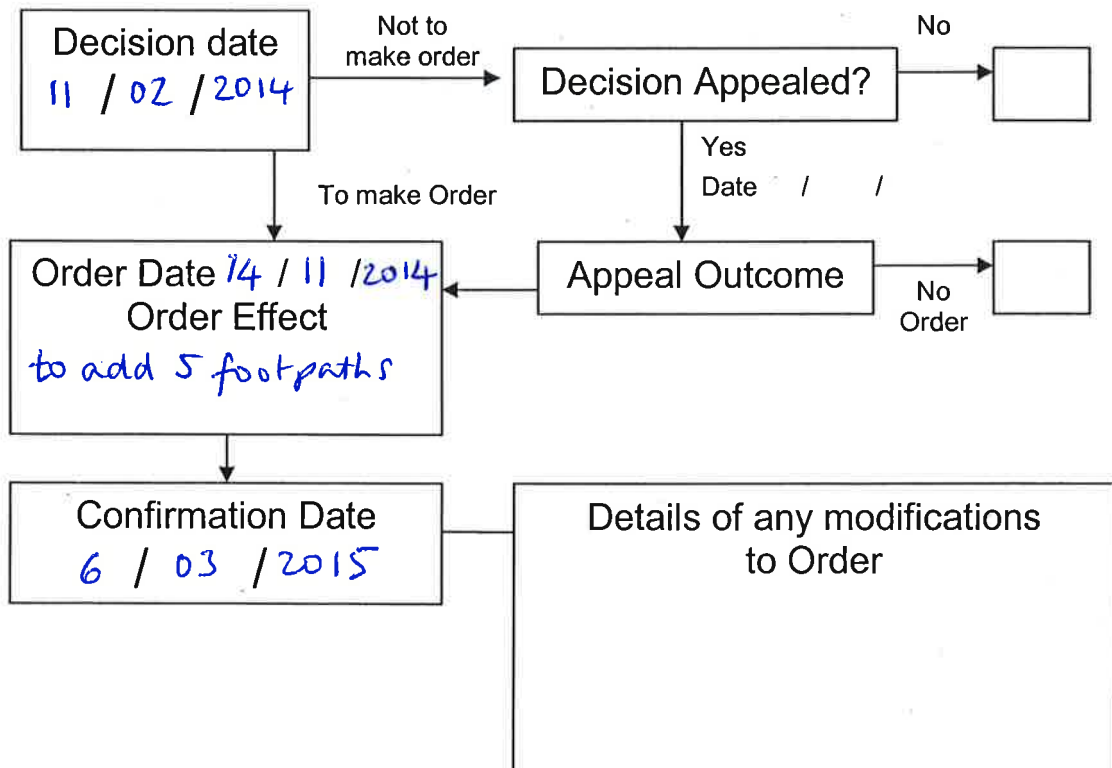 Decision date
11 / 02 / 2014
Not to
make order
Decision Appealed?
No
Yes
Date / /
To make Order
Order Date 14 / 11 / 2014
Order Effect
to add 5 footpaths
Appeal Outcome
No
Order
Confirmation Date
6 / 03 / 2015
Details of any modifications
to Order